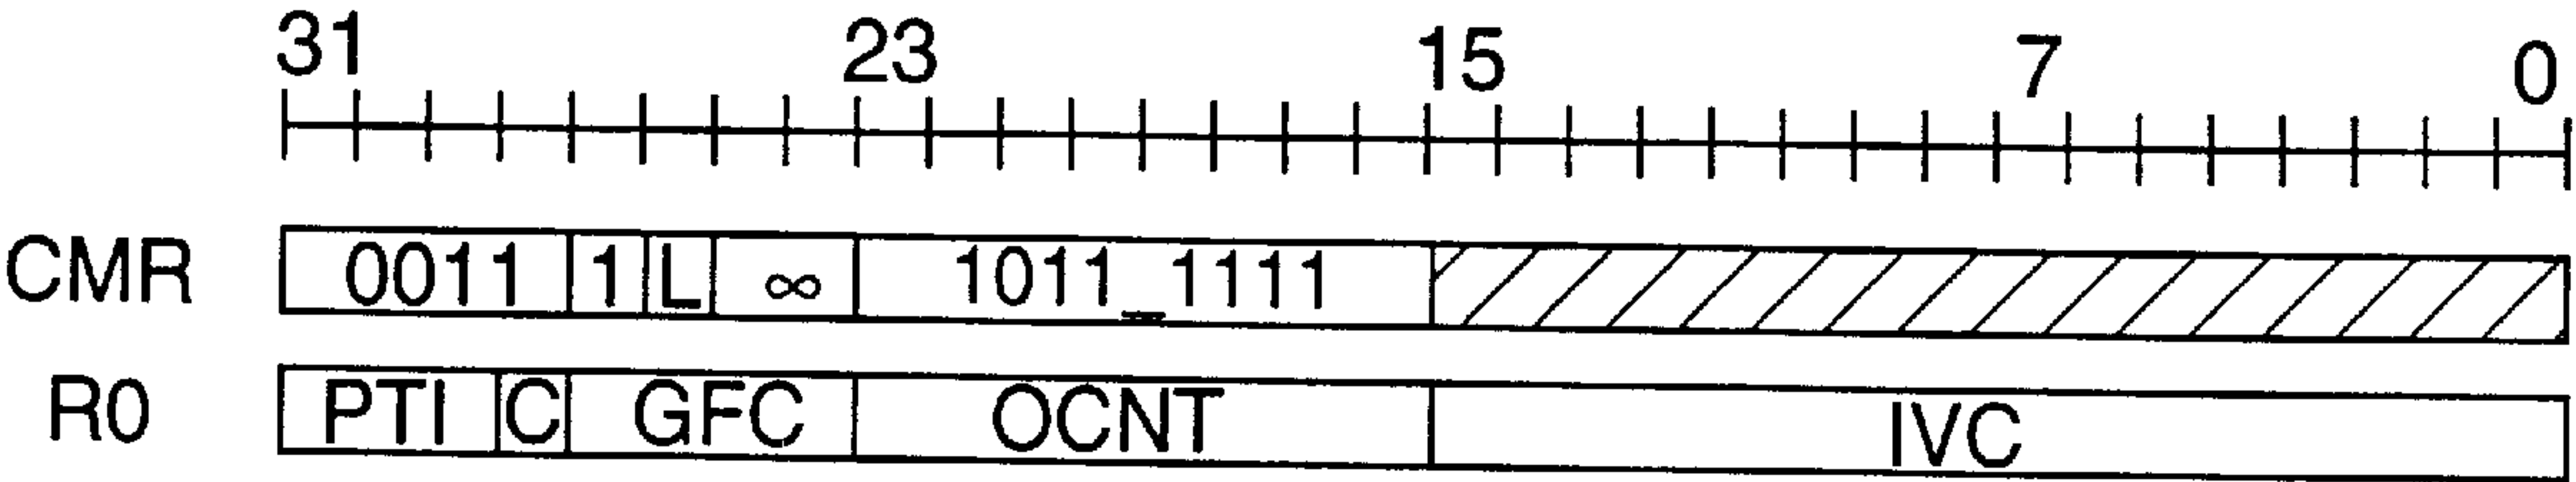 31 23 15 7 0
CMR 0011 1 L ∞ 1011_1111
R0 PTI C GFC OCNT IVC